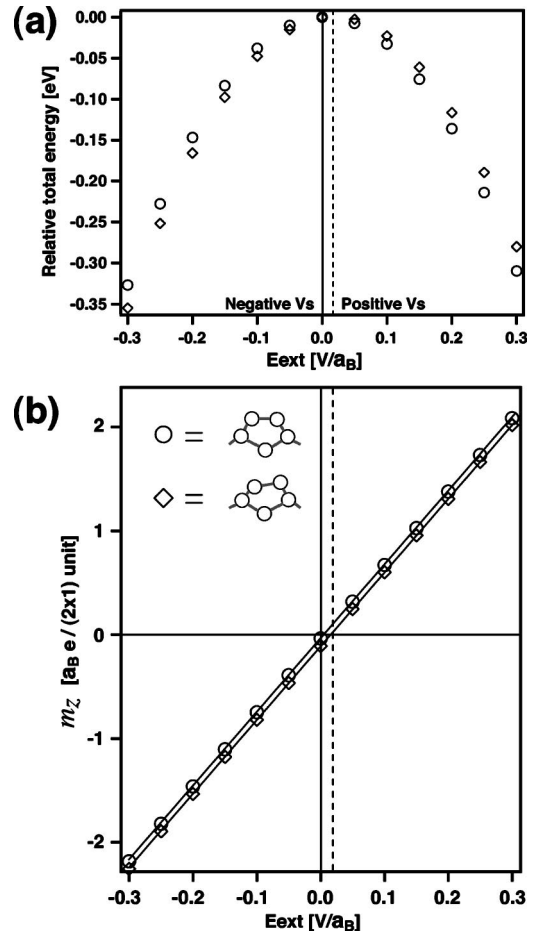 (a)
Relative total energy [eV]
0.00
-0.05
-0.10
-0.15
-0.20
-0.25
-0.30
-0.35
Negative Vs
Positive Vs
-0.3 -0.2 -0.1 0.0 0.1 0.2 0.3
Eext [V/aB]
(b)
mz [aB e / (2x1) unit]
2
1
0
-1
-2
=
=
-0.3 -0.2 -0.1 0.0 0.1 0.2 0.3
Eext [V/aB]